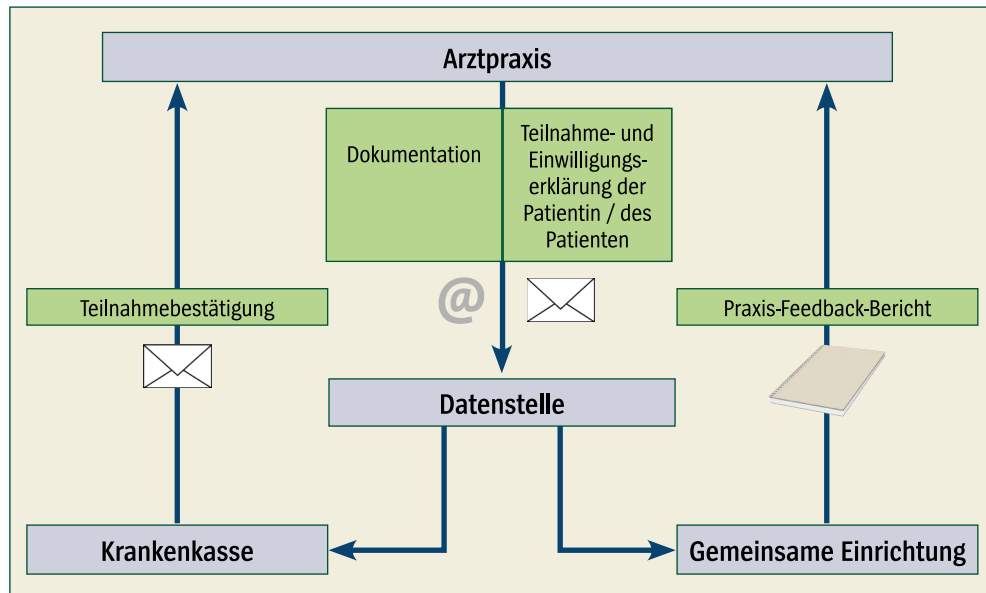 Arztpraxis
Dokumentation
Teilnahme- und
Einwilligungs-
erklärung der
Patientin / des
Patienten
@
Teilnahmebestätigung
Praxis-Feedback-Bericht
Datenstelle
Krankenkasse
Gemeinsame Einrichtung